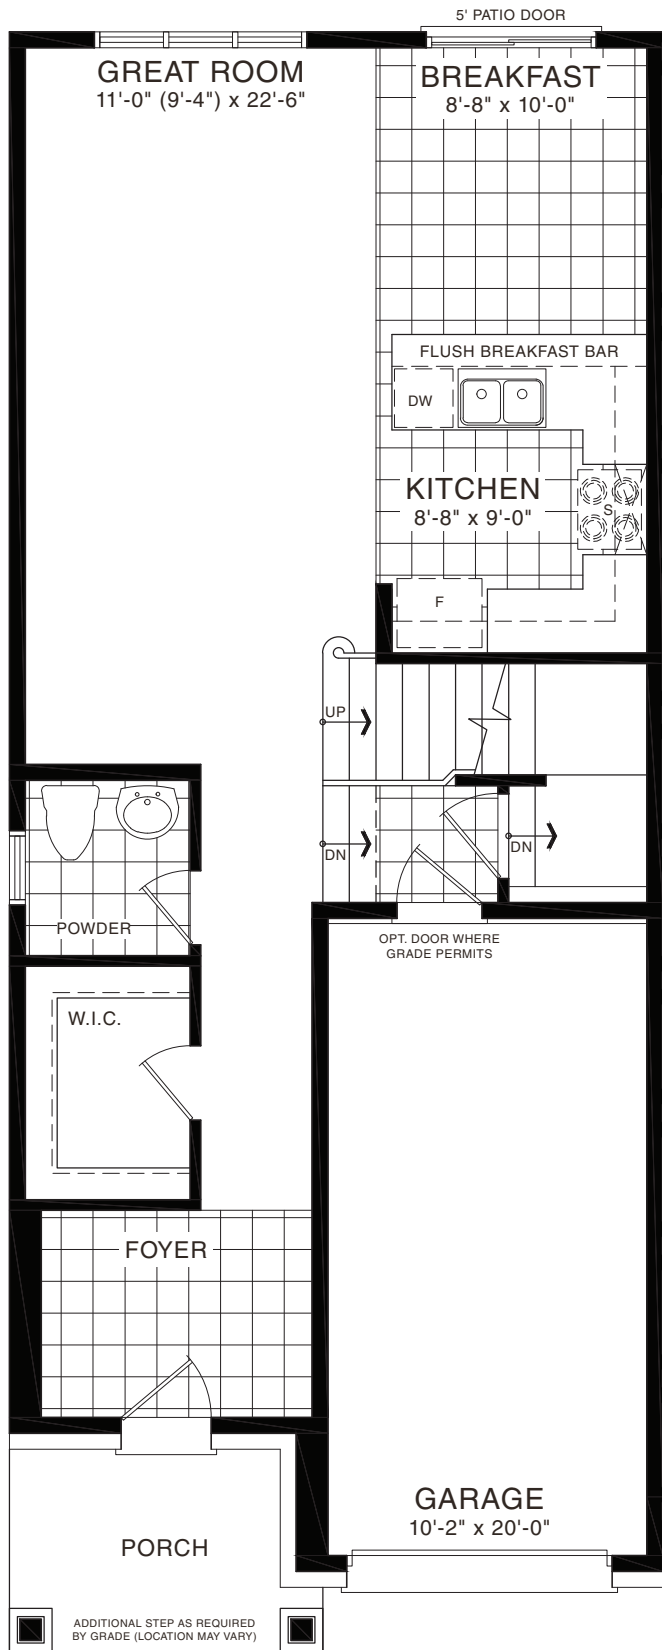 5' PATIO DOOR
GREAT ROOM
11'-0" (9'-4") x 22'-6"
BREAKFAST
8'-8" x 10'-0"
FLUSH BREAKFAST BAR
DW
KITCHEN
8'-8" x 9'-0"
S
F
UP
DN
DN
POWDER
OPT. DOOR WHERE
GRADE PERMITS
W.I.C.
FOYER
GARAGE
10'-2" x 20'-0"
PORCH
ADDITIONAL STEP AS REQUIRED
BY GRADE (LOCATION MAY VARY)